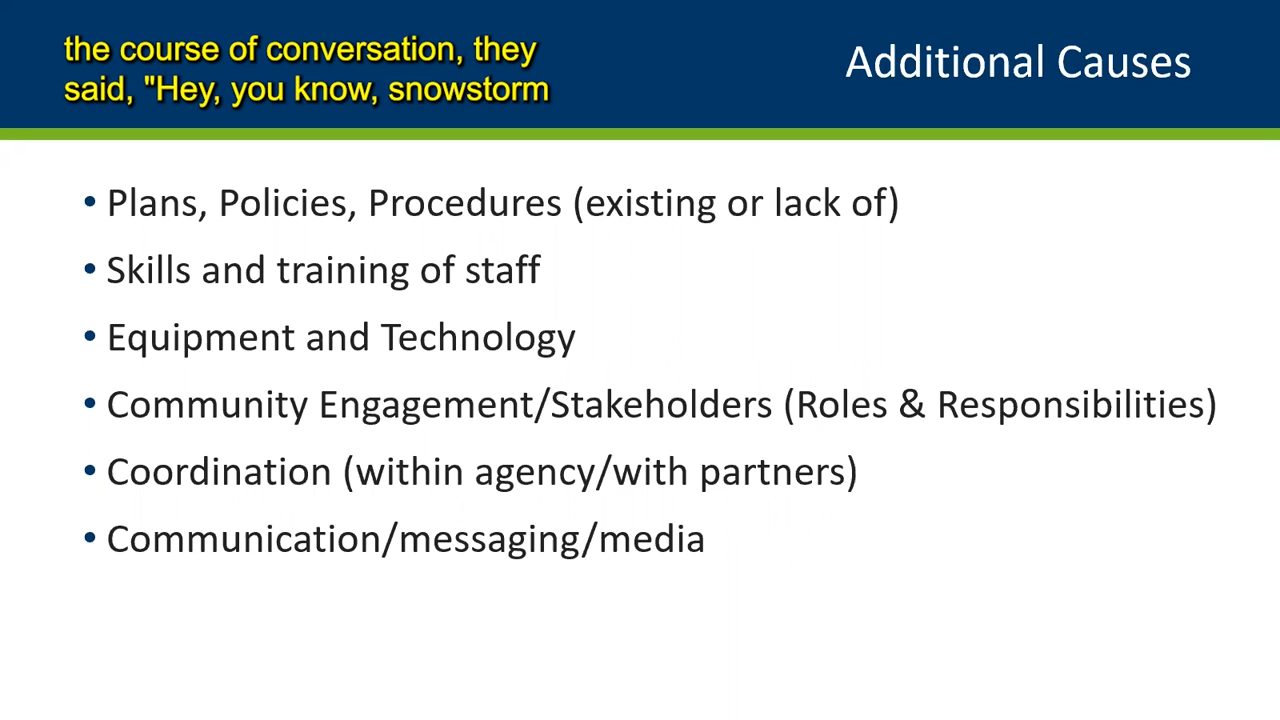 the course of conversation, they
said, "Hey, you know, snowstorm
Additional Causes
• Plans, Policies, Procedures (existing or lack of)
• Skills and training of staff
• Equipment and Technology
• Community Engagement/Stakeholders (Roles & Responsibilities)
• Coordination (within agency/with partners)
• Communication/messaging/media